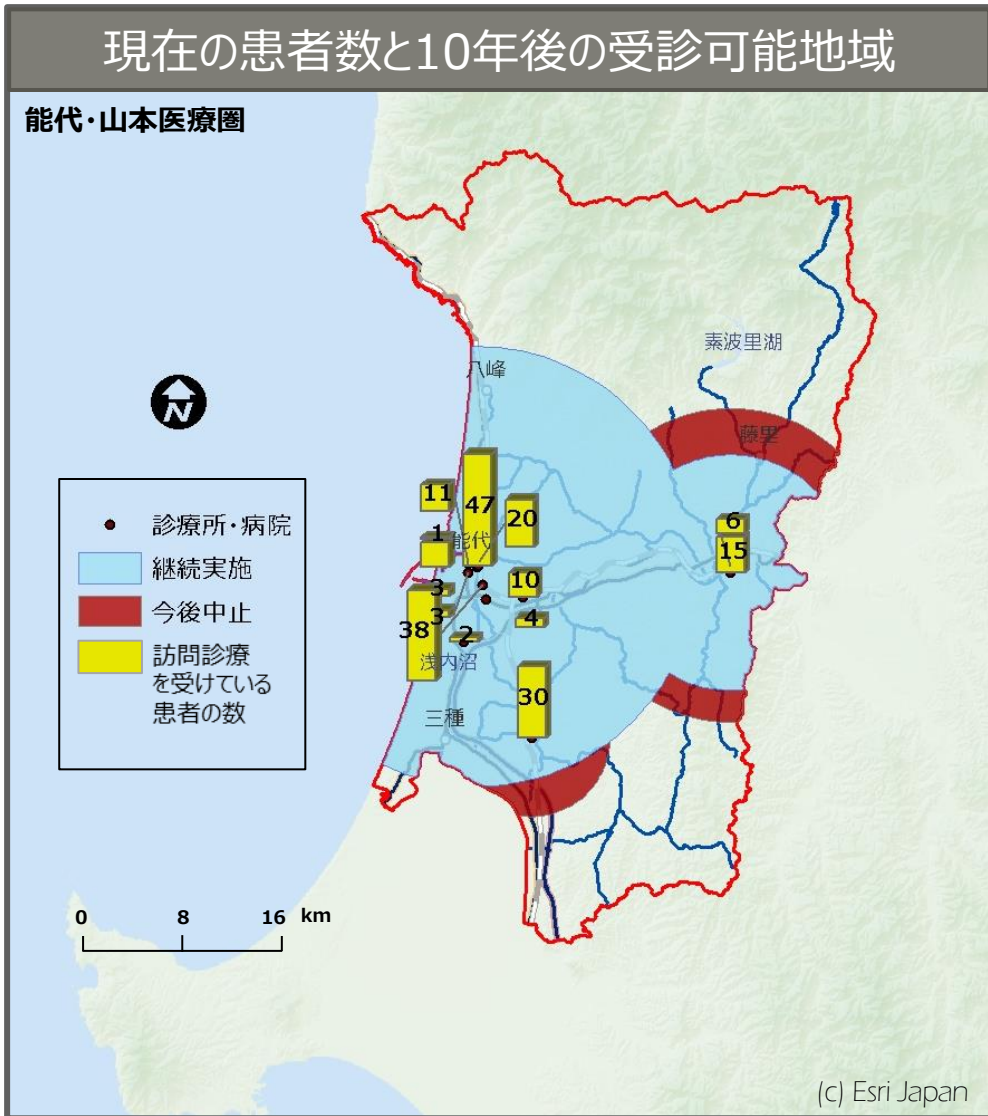 現在の患者数と10年後の受診可能地域
能代・山本医療圏
素波里湖
八峰
藤里
N
11
47
20
6
1
能代
15
診療所・病院
継続実施
今後中止
訪問診療
を受けている
患者の数
3
10
3
4
38
2
浅内沼
30
三種
0 8 16 km
(c) Esri Japan